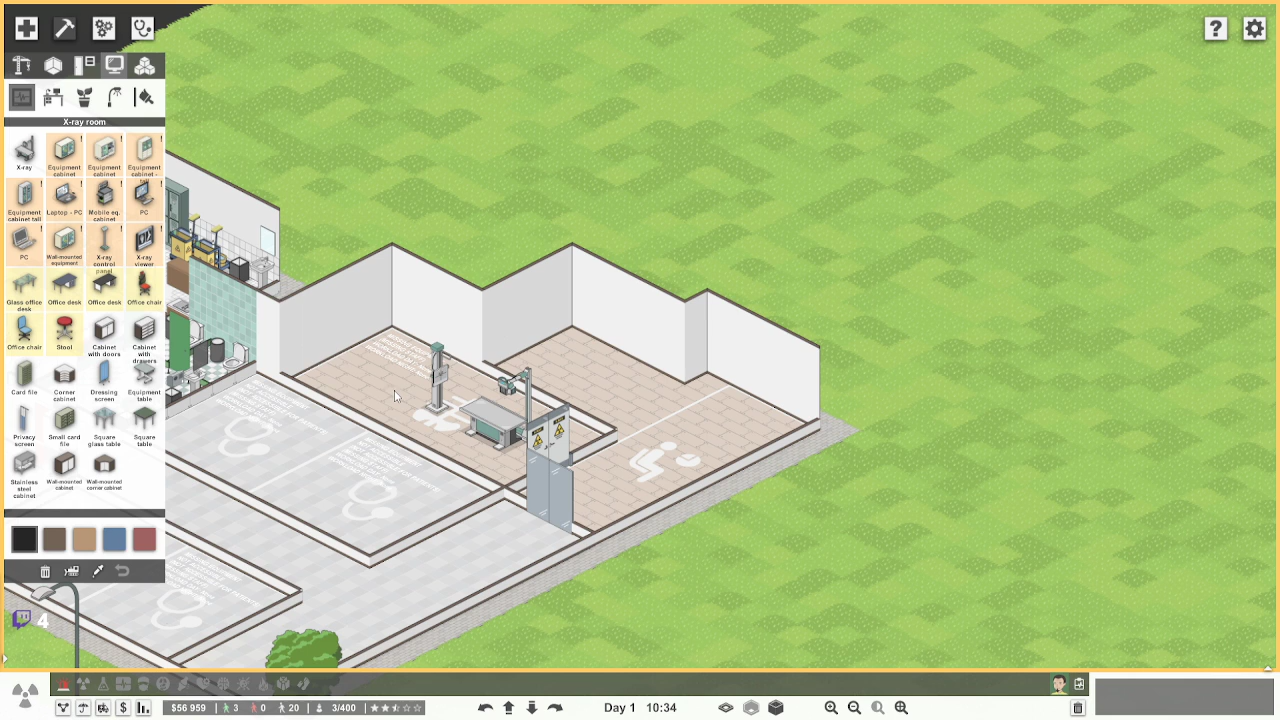 X-ray room
X-ray
Equipment cabinet
Equipment cabinet
Equipment cabinet -
Equipment cabinet tall
Laptop - PC
Mobile eq. cabinet
PC
PC
Wall-mounted equipment
X-ray control panel
X-ray viewer
Glass office desk
Office desk
Office desk
Office chair
Office chair
Stool
Cabinet with doors
Cabinet with drawers
Card file
Corner cabinet
Dressing screen
Equipment table
Privacy screen
Small card file
Square glass table
Square table
Stainless steel cabinet
Wall-mounted cabinet
Wall-mounted corner cabinet
4
$56 959
3
0
20
3/400
Day 1 10:34